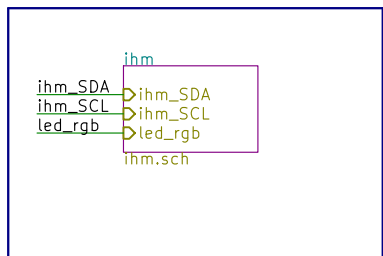 ihm
ihm_SDA ihm_SDA
ihm_SCL ihm_SCL
led_rgb led_rgb
ihm.sch